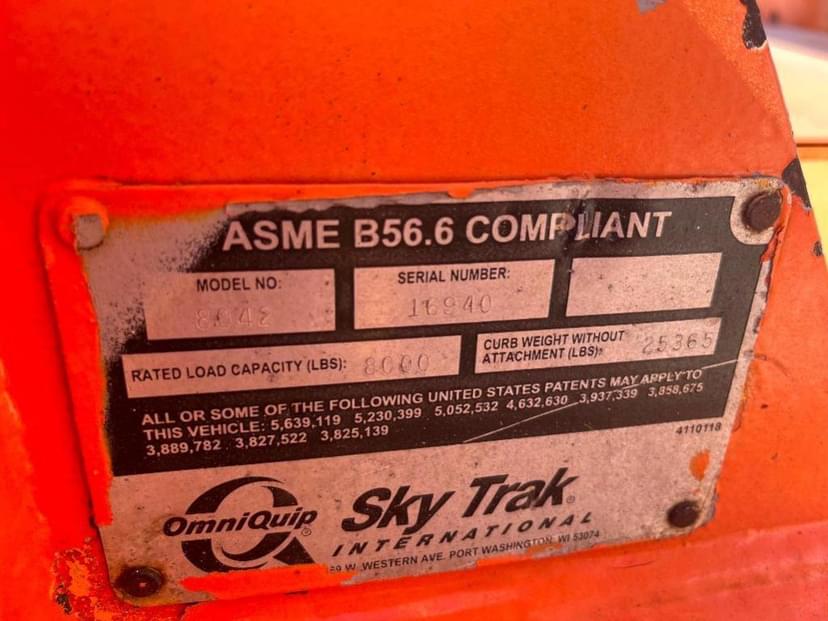 ASME B56.6 COMPLIANT
MODEL NO:
SERIAL NUMBER:
8042
16940
RATED LOAD CAPACITY (LBS): 8000
CURB WEIGHT WITHOUT
ATTACHMENT (LBS): 25365
ALL OR SOME OF THE FOLLOWING UNITED STATES PATENTS MAY APPLY TO
THIS VEHICLE: 5,639,119 5,230,399 5,052,532 4,632,630 3,937,339 3,858,675
3,889,782 3,827,522 3,825,139
4110118
OmniQuip®
Sky Trak®
INTERNATIONAL
W. WESTERN AVE. PORT WASHINGTON, WI 53074